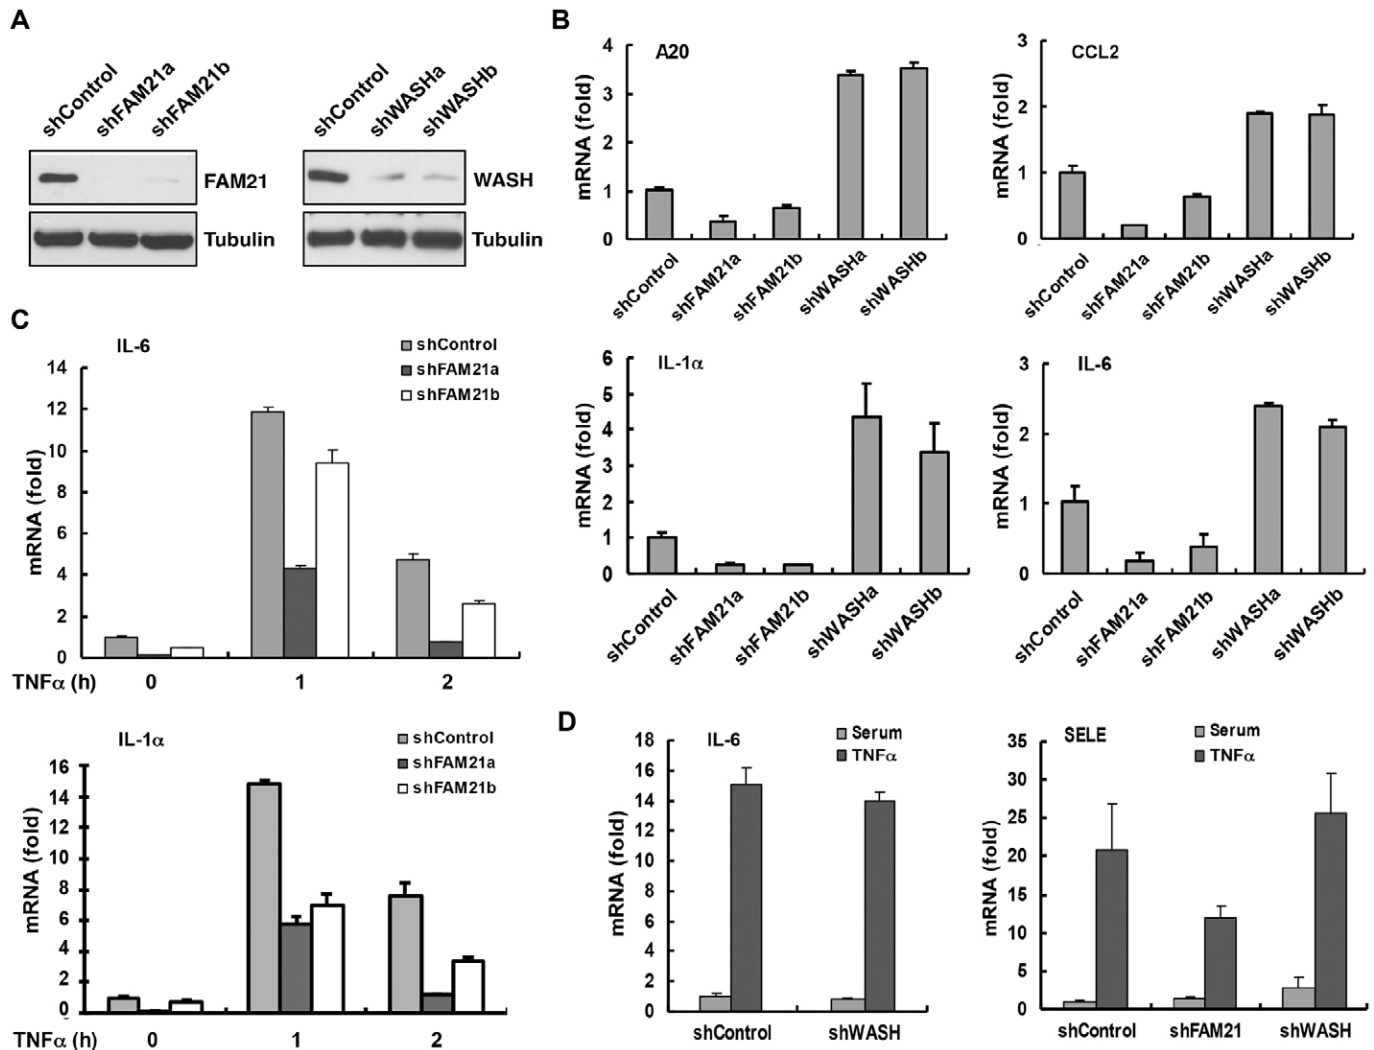 A
shControl
shFAM21a
shFAM21b
FAM21
Tubulin
shControl
shWASHa
shWASHb
WASH
Tubulin
B
A20
mRNA (fold)
4
3
2
1
0
shControl
shFAM21a
shFAM21b
shWASHa
shWASHb
CCL2
mRNA (fold)
3
2
1
0
shControl
shFAM21a
shFAM21b
shWASHa
shWASHb
IL-1α
mRNA (fold)
6
5
4
3
2
1
0
shControl
shFAM21a
shFAM21b
shWASHa
shWASHb
IL-6
mRNA (fold)
3
2
1
0
shControl
shFAM21a
shFAM21b
shWASHa
shWASHb
C
IL-6
shControl
shFAM21a
shFAM21b
mRNA (fold)
14
12
10
8
6
4
2
0
TNFα (h) 0 1 2
IL-1α
shControl
shFAM21a
shFAM21b
mRNA (fold)
16
14
12
10
8
6
4
2
0
TNFα (h) 0 1 2
D
IL-6
Serum
TNFα
mRNA (fold)
18
16
14
12
10
8
6
4
2
0
shControl shWASH
SELE
Serum
TNFα
mRNA (fold)
35
30
25
20
15
10
5
0
shControl shFAM21 shWASH